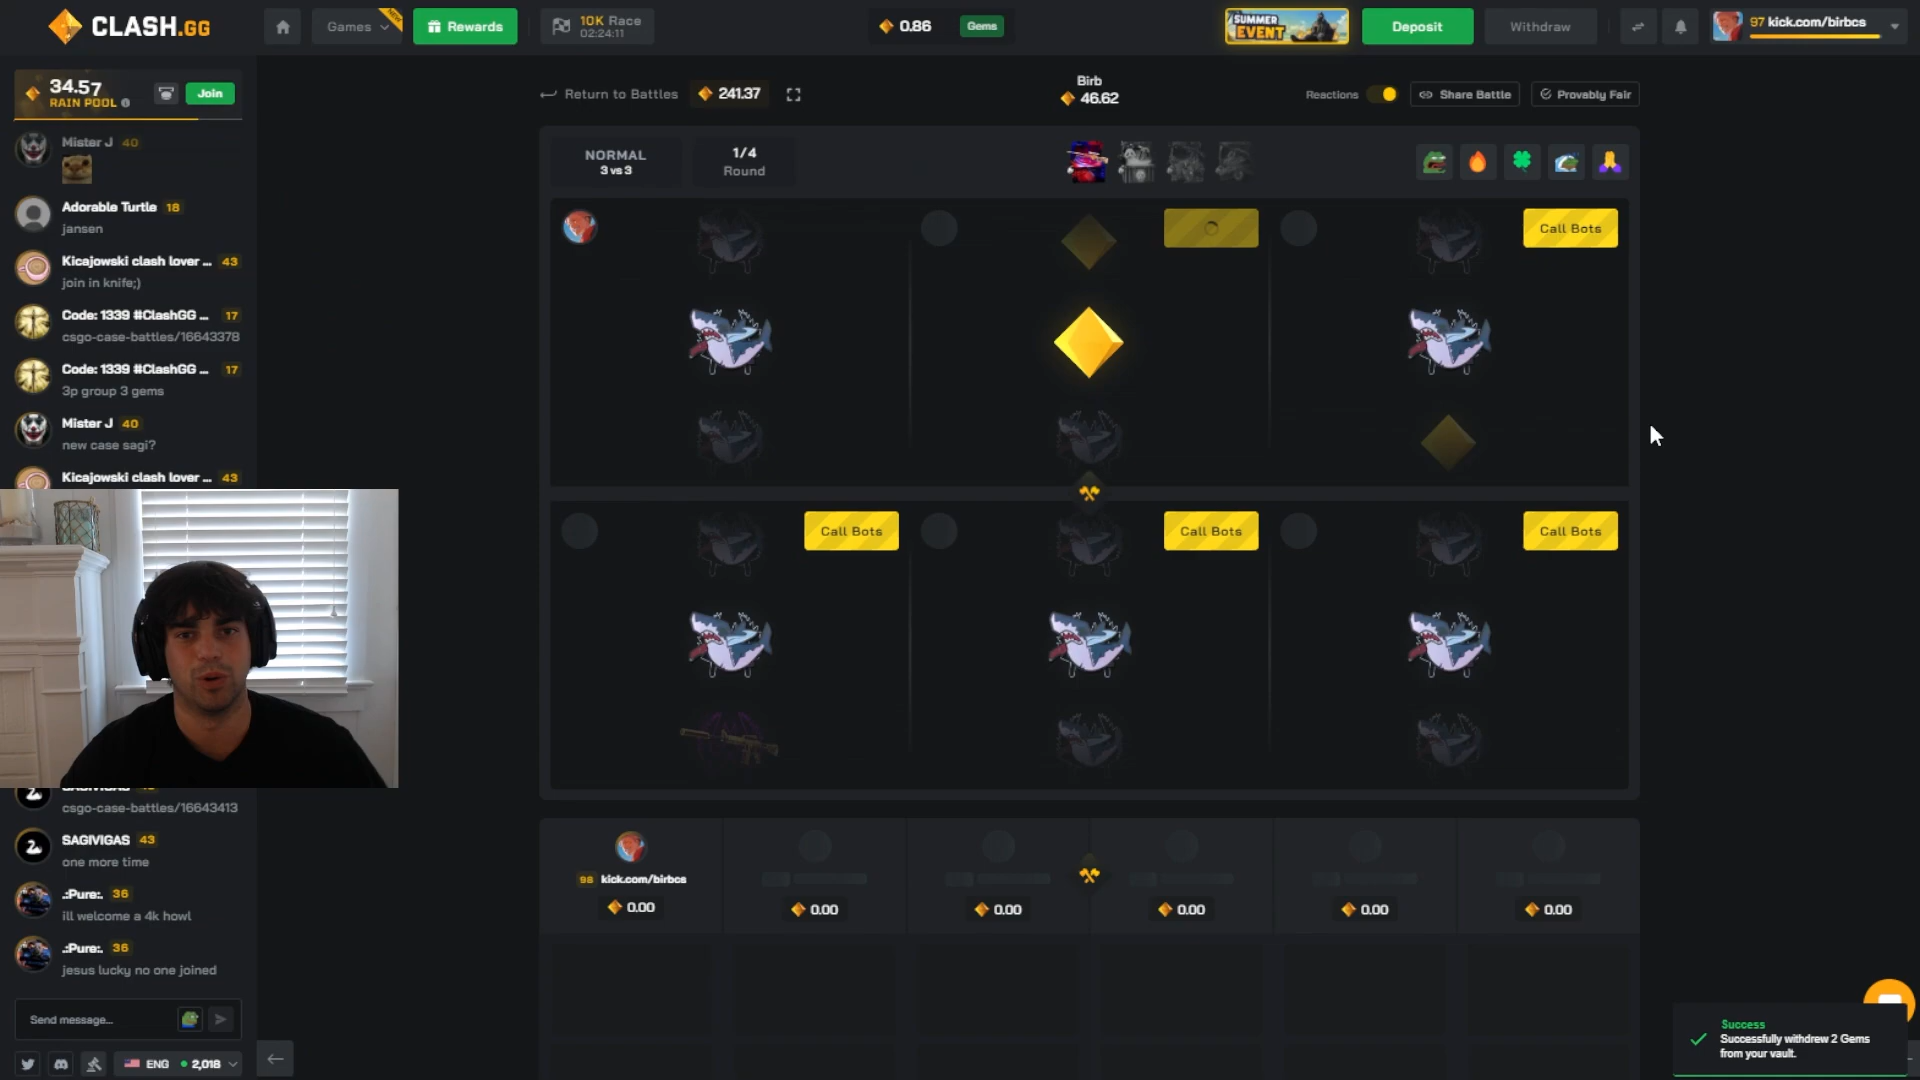 CLASH.GG
Games
NEW
Rewards
10K Race
02:24:11
0.86
Gems
SUMMER
EVENT
Deposit
Withdraw
97 kick.com/birbcs
34.57
RAIN POOL
Join
Return to Battles
241.37
Birb
46.62
Reactions
Share Battle
Provably Fair
NORMAL
3 vs 3
1/4
Round
Call Bots
Call Bots
Call Bots
Call Bots
Mister J 40
Adorable Turtle 18
jansen
Kicajowski clash lover ... 43
join in knife;)
Code: 1339 #ClashGG ... 17
csgo-case-battles/16643378
Code: 1339 #ClashGG ... 17
3p group 3 gems
Mister J 40
new case sagi?
Kicajowski clash lover ... 43
csgo-case-battles/16643413
SAGIVIGAS 43
one more time
.:Pure:. 36
ill welcome a 4k howl
.:Pure:. 36
jesus lucky no one joined
Send message...
ENG 2,018
98 kick.com/birbcs
0.00
0.00
0.00
0.00
0.00
0.00
Success
Successfully withdrew 2 Gems
from your vault.